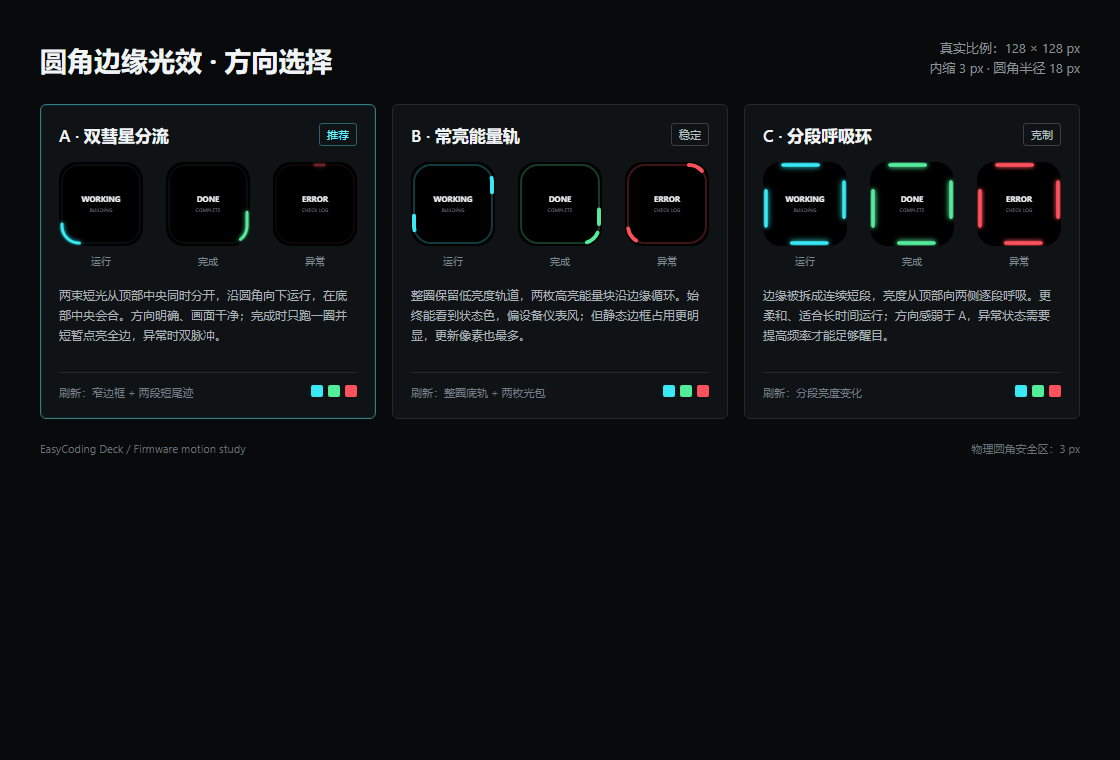 圆角边缘光效 · 方向选择
真实比例：128 × 128 px
内缩 3 px · 圆角半径 18 px
A · 双彗星分流
推荐
WORKING
BUILDING
DONE
COMPLETE
ERROR
CHECK LOG
运行
完成
异常
两束短光从顶部中央同时分开，沿圆角向下运行，在底
部中央会合。方向明确、画面干净；完成时只跑一圈并
短暂点亮全边，异常时双脉冲。
刷新：窄边框 + 两段短尾迹
B · 常亮能量轨
稳定
WORKING
BUILDING
DONE
COMPLETE
ERROR
CHECK LOG
运行
完成
异常
整圈保留低亮度轨道，两枚高亮能量块沿边缘循环。始
终能看到状态色，偏设备仪表风；但静态边框占用更明
显，更新像素也最多。
刷新：整圈底轨 + 两枚光包
C · 分段呼吸环
克制
WORKING
BUILDING
DONE
COMPLETE
ERROR
CHECK LOG
运行
完成
异常
边缘被拆成连续短段，亮度从顶部向两侧逐段呼吸。更
柔和、适合长时间运行；方向感弱于 A，异常状态需要
提高频率才能足够醒目。
刷新：分段亮度变化
EasyCoding Deck / Firmware motion study
物理圆角安全区：3 px